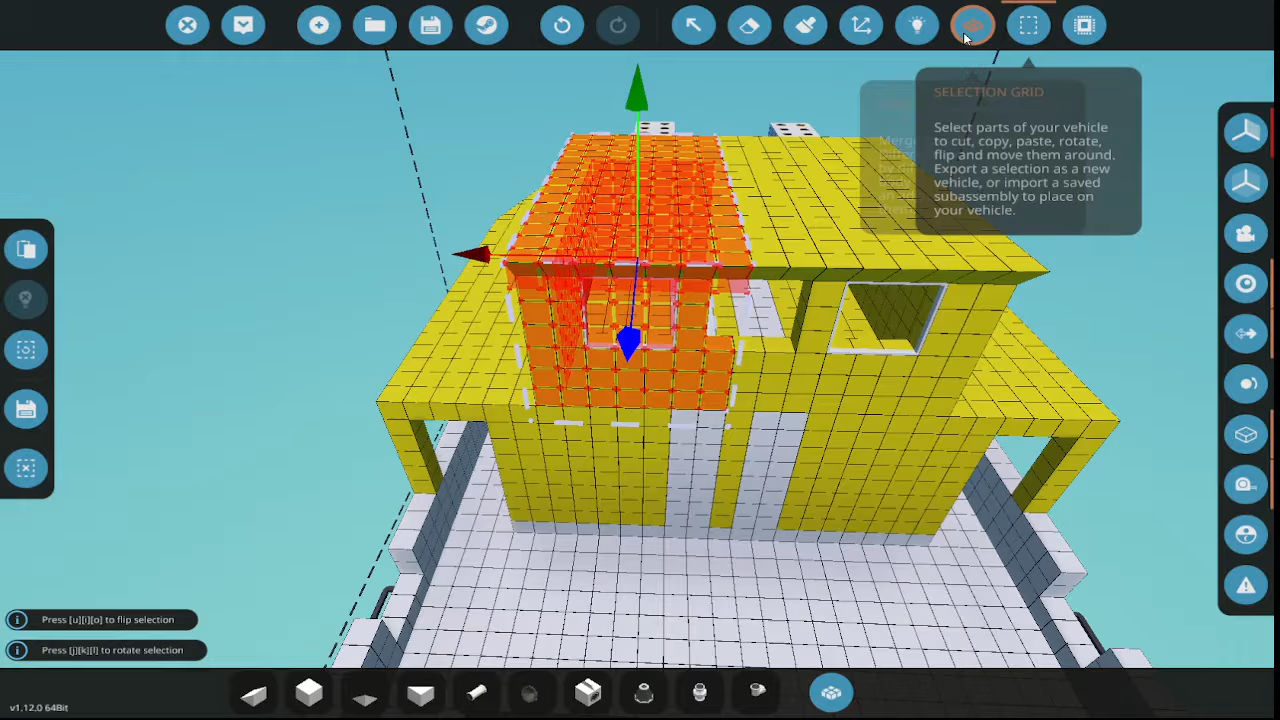 SELECTION GRID
Select parts of your vehicle
to cut, copy, paste, rotate,
flip and move them around.
Export a selection as a new
vehicle, or import a saved
subassembly to place on
your vehicle.
Press [u][i][o] to flip selection
Press [j][k][l] to rotate selection
v1.12.0 64Bit